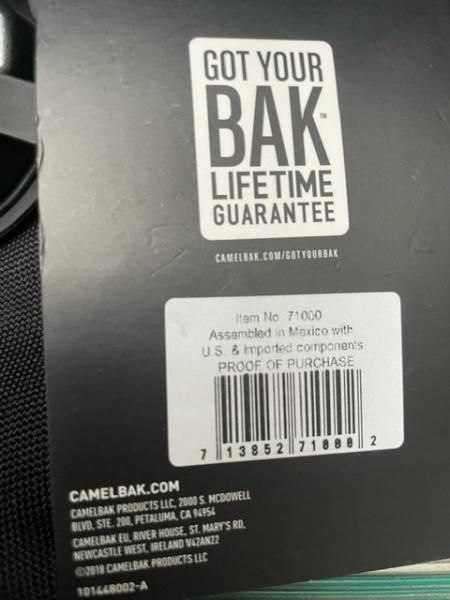 GOT YOUR
BAK™
LIFETIME
GUARANTEE
CAMELBAK.COM/GOTYOURBAK
Item No. 71000
Assembled in Mexico with
U.S. & imported components
PROOF OF PURCHASE
7 13852 71000 2
CAMELBAK.COM
CAMELBAK PRODUCTS LLC, 2000 S. MCDOWELL
BLVD, STE. 200, PETALUMA, CA 94954
CAMELBAK EU, RIVER HOUSE, ST. MARY'S RD,
NEWCASTLE WEST, IRELAND V42AN22
©2018 CAMELBAK PRODUCTS LLC
101448002-A